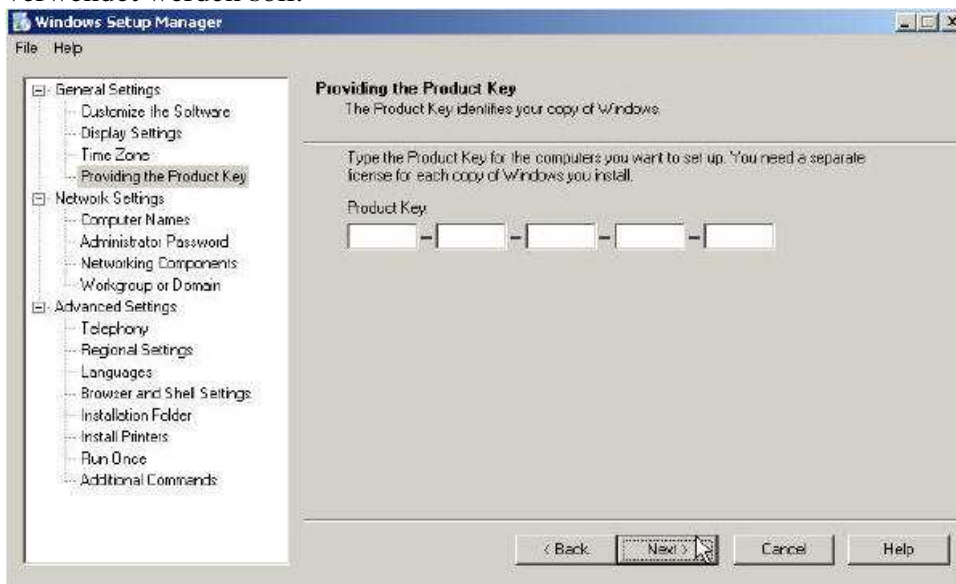 verwendet werden soll.
Windows Setup Manager
File Help
General Settings
Customize the Software
Display Settings
Time Zone
Providing the Product Key
Network Settings
Computer Names
Administrator Password
Networking Components
Workgroup or Domain
Advanced Settings
Telephony
Regional Settings
Languages
Browser and Shell Settings
Installation Folder
Install Printers
Run Once
Additional Commands
Providing the Product Key
The Product Key identifies your copy of Windows.
Type the Product Key for the computers you want to set up. You need a separate
license for each copy of Windows you install.
Product Key
< Back Next > Cancel Help